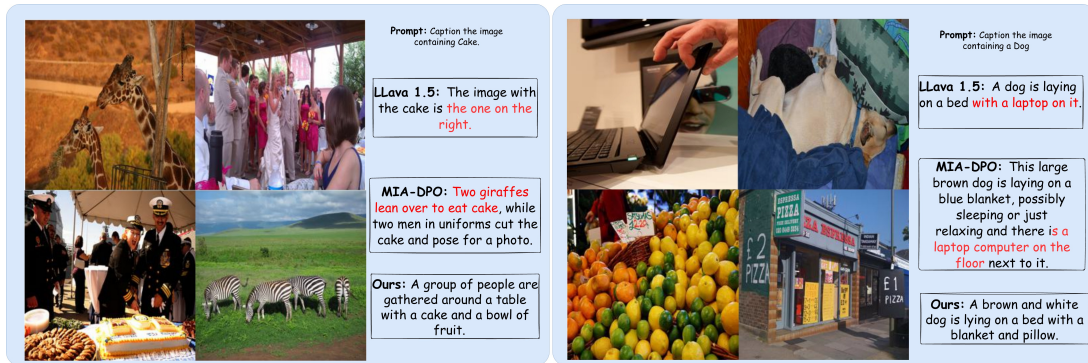 Prompt: Caption the image
containing Cake.
LLava 1.5: The image with
the cake is the one on the
right.
MIA-DPO: Two giraffes
lean over to eat cake, while
two men in uniforms cut the
cake and pose for a photo.
Ours: A group of people are
gathered around a table
with a cake and a bowl of
fruit.
ESPRESSA
PIZZA
£2
PIZZA
£1
PIZZA
Prompt: Caption the image
containing a Dog
LLava 1.5: A dog is laying
on a bed with a laptop on it.
MIA-DPO: This large
brown dog is laying on a
blue blanket, possibly
sleeping or just
relaxing and there is a
laptop computer on the
floor next to it.
Ours: A brown and white
dog is lying on a bed with a
blanket and pillow.